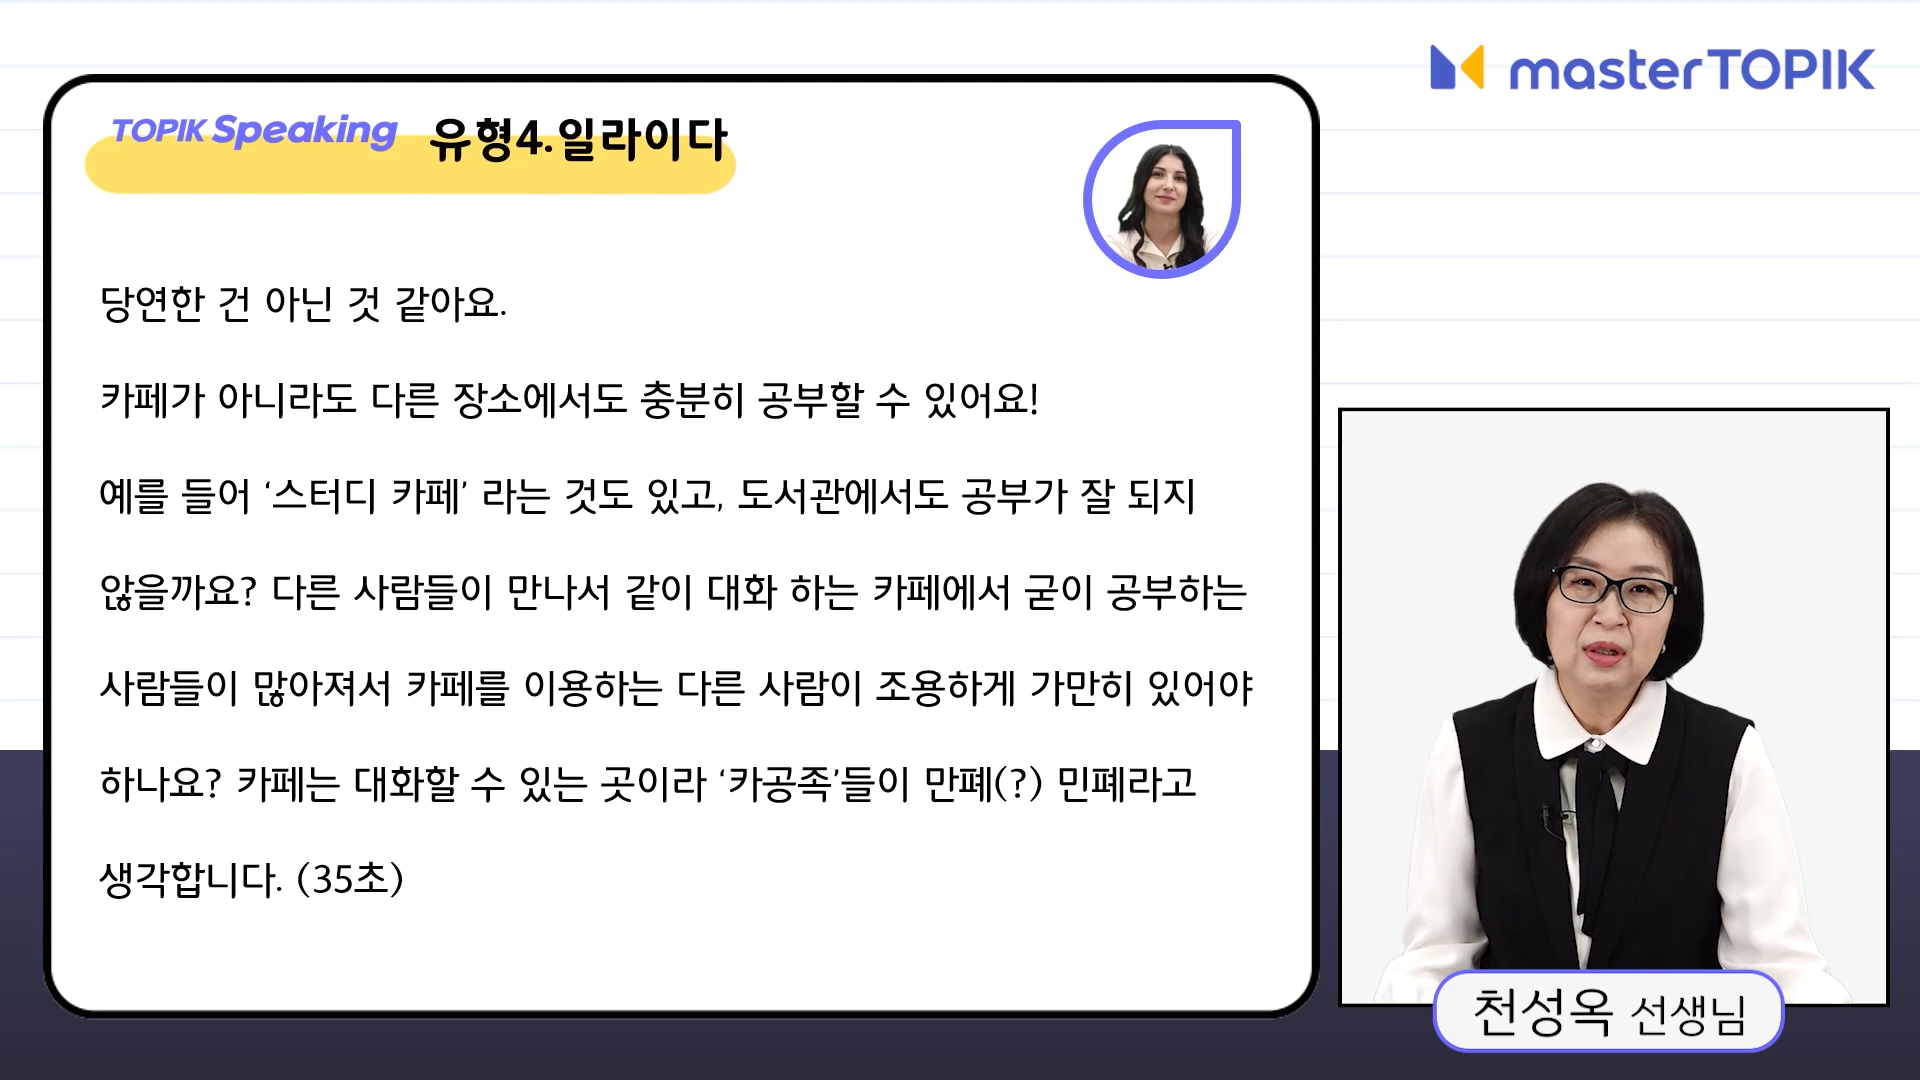 masterTOPIK
TOPIK Speaking 유형4.일라이다
당연한 건 아닌 것 같아요.
카페가 아니라도 다른 장소에서도 충분히 공부할 수 있어요!
예를 들어 ‘스터디 카페’ 라는 것도 있고, 도서관에서도 공부가 잘 되지
않을까요? 다른 사람들이 만나서 같이 대화 하는 카페에서 굳이 공부하는
사람들이 많아져서 카페를 이용하는 다른 사람이 조용하게 가만히 있어야
하나요? 카페는 대화할 수 있는 곳이라 ‘카공족’들이 만폐(?) 민폐라고
생각합니다. (35초)
천성옥 선생님